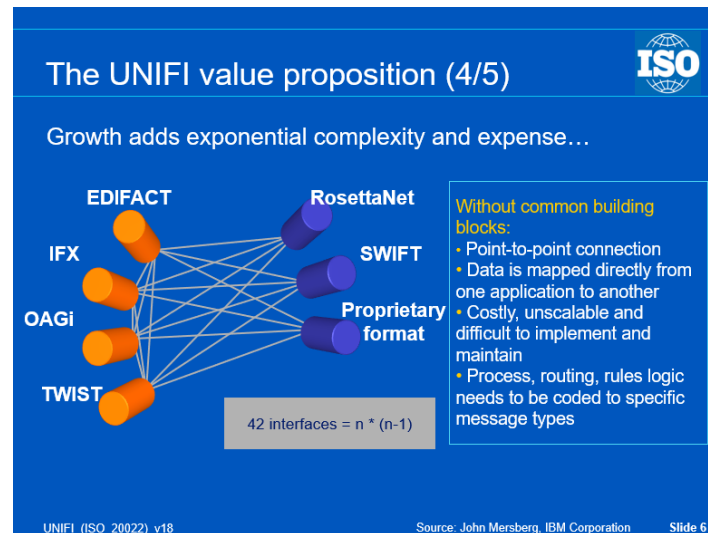 The UNIFI value proposition (4/5)
ISO
Growth adds exponential complexity and expense…
EDIFACT
RosettaNet
IFX
SWIFT
OAGi
Proprietary
format
TWIST
42 interfaces = n * (n-1)
Without common building
blocks:
• Point-to-point connection
• Data is mapped directly from
one application to another
• Costly, unscalable and
difficult to implement and
maintain
• Process, routing, rules logic
needs to be coded to specific
message types
UNIFI (ISO 20022) v18
Source: John Mersberg, IBM Corporation
Slide 6